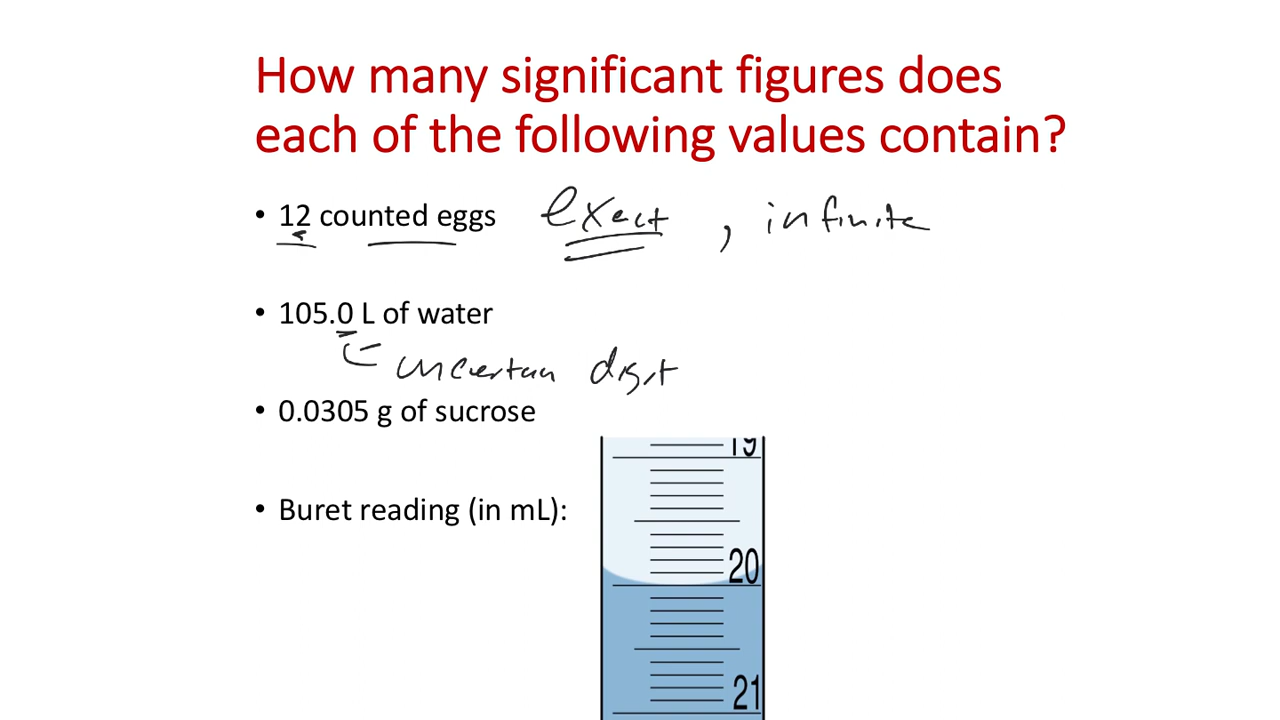 How many significant figures does
each of the following values contain?
• 12 counted eggs exact, infinite
• 105.0 L of water
uncertain digit
• 0.0305 g of sucrose
19
• Buret reading (in mL):
20
21